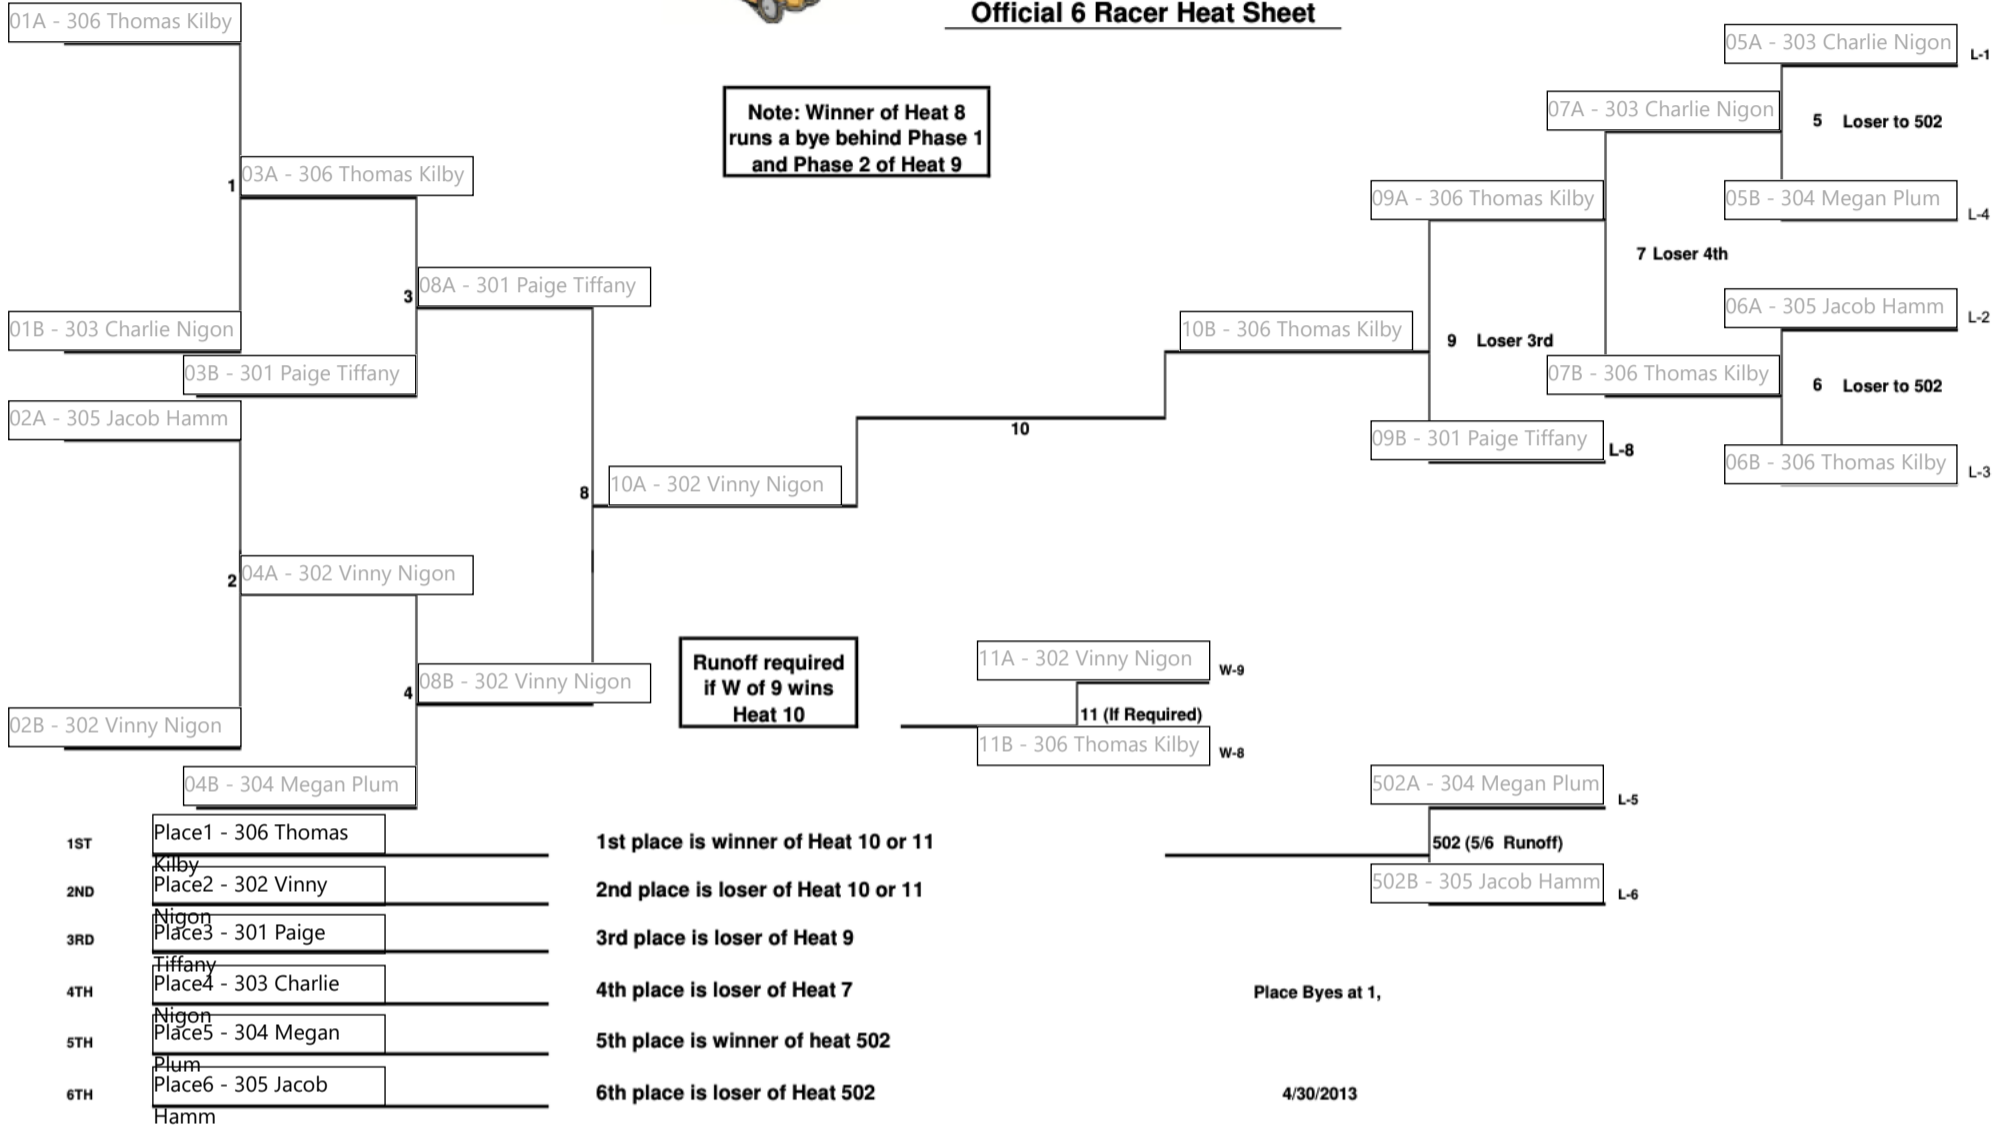 Official 6 Racer Heat Sheet
01A - 306 Thomas Kilby
1
03A - 306 Thomas Kilby
01B - 303 Charlie Nigon
3
08A - 301 Paige Tiffany
03B - 301 Paige Tiffany
02A - 305 Jacob Hamm
8
10A - 302 Vinny Nigon
2
04A - 302 Vinny Nigon
4
08B - 302 Vinny Nigon
02B - 302 Vinny Nigon
04B - 304 Megan Plum
Note: Winner of Heat 8
runs a bye behind Phase 1
and Phase 2 of Heat 9
10
10B - 306 Thomas Kilby
05A - 303 Charlie Nigon
L-1
07A - 303 Charlie Nigon
5 Loser to 502
05B - 304 Megan Plum
L-4
09A - 306 Thomas Kilby
7 Loser 4th
06A - 305 Jacob Hamm
L-2
9 Loser 3rd
07B - 306 Thomas Kilby
6 Loser to 502
09B - 301 Paige Tiffany
L-8
06B - 306 Thomas Kilby
L-3
Runoff required
if W of 9 wins
Heat 10
11A - 302 Vinny Nigon
W-9
11 (If Required)
11B - 306 Thomas Kilby
W-8
502A - 304 Megan Plum
L-5
502 (5/6 Runoff)
502B - 305 Jacob Hamm
L-6
1ST
Place1 - 306 Thomas
Kilby
1st place is winner of Heat 10 or 11
2ND
Place2 - 302 Vinny
Nigon
2nd place is loser of Heat 10 or 11
3RD
Place3 - 301 Paige
Tiffany
3rd place is loser of Heat 9
4TH
Place4 - 303 Charlie
Nigon
4th place is loser of Heat 7
Place Byes at 1,
5TH
Place5 - 304 Megan
Plum
5th place is winner of heat 502
6TH
Place6 - 305 Jacob
Hamm
6th place is loser of Heat 502
4/30/2013